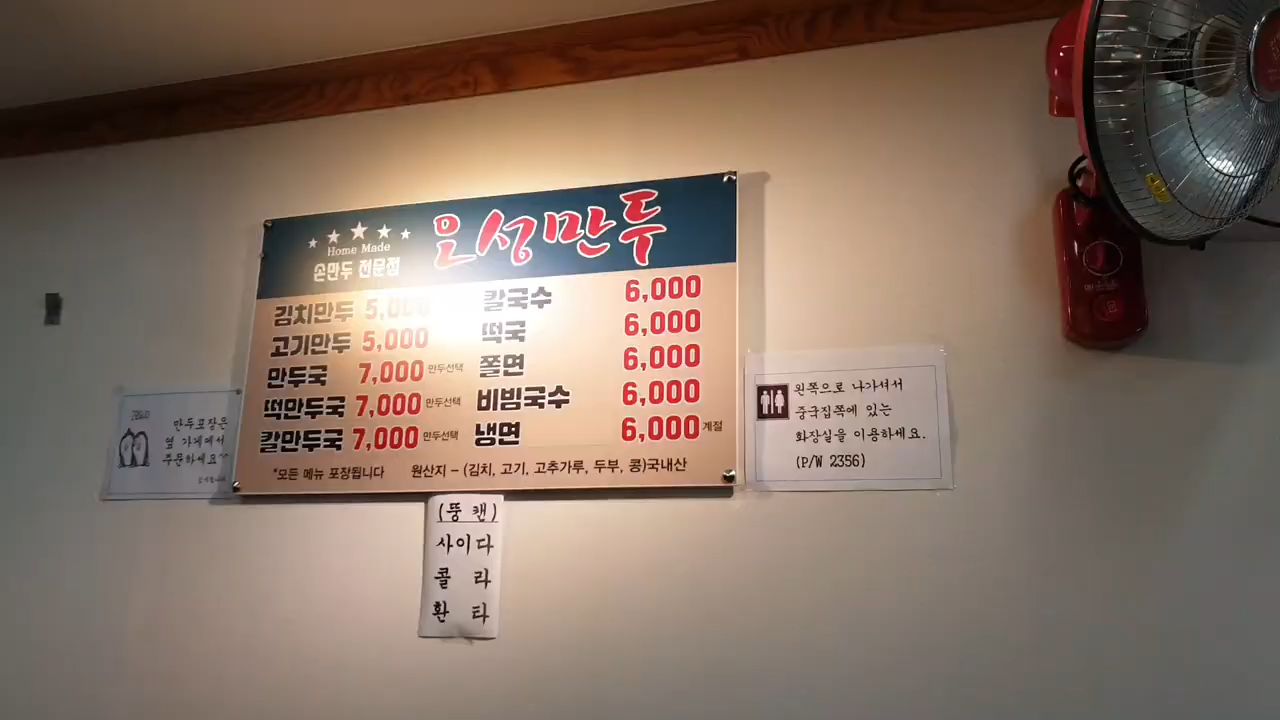 Home Made
손만두 전문점
오성만두
김치만두 5,000
고기만두 5,000
만두국 7,000 만두선택
떡만두국 7,000 만두선택
칼만두국 7,000 만두선택
칼국수 6,000
떡국 6,000
쫄면 6,000
비빔국수 6,000
냉면 6,000 계절
*모든 메뉴 포장됩니다 원산지 – (김치, 고기, 고추가루, 두부, 콩)국내산
만두포장은
옆 가게에서
주문하세요~
왼쪽으로 나가셔서
중국집쪽에 있는
화장실을 이용하세요.
(P/W 2356)
(뚱 캔)
사이다
콜 라
환 타